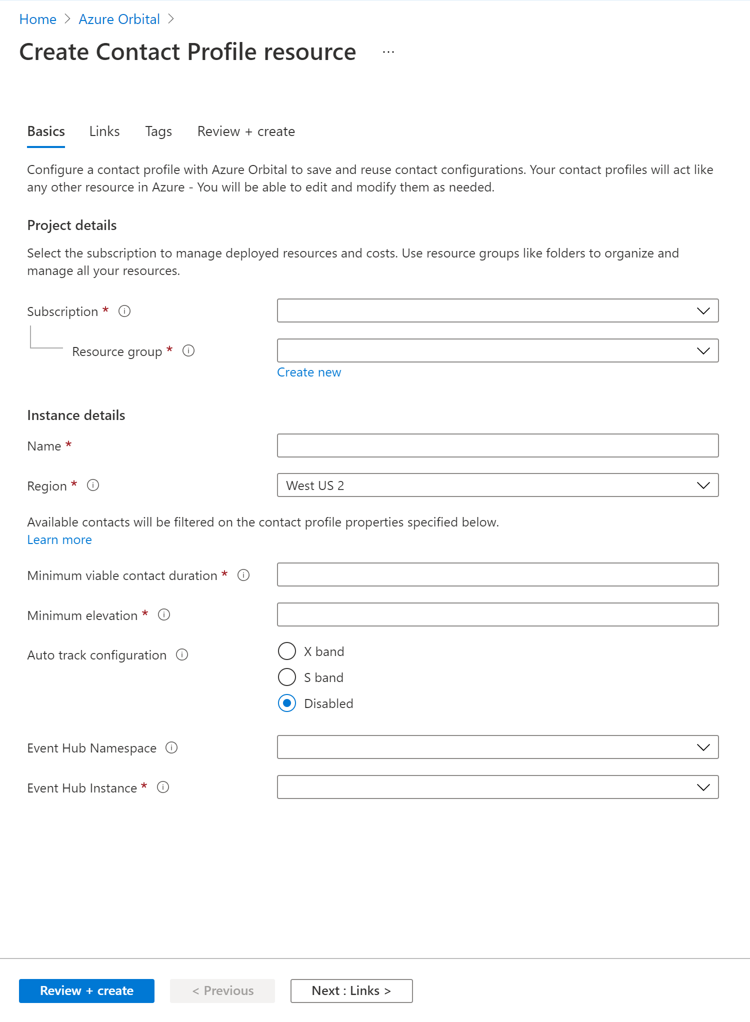 Home > Azure Orbital >
Create Contact Profile resource ...
Basics Links Tags Review + create
Configure a contact profile with Azure Orbital to save and reuse contact configurations. Your contact profiles will act like
any other resource in Azure - You will be able to edit and modify them as needed.
Project details
Select the subscription to manage deployed resources and costs. Use resource groups like folders to organize and
manage all your resources.
Subscription *
Resource group *
Create new
Instance details
Name *
Region * West US 2
Available contacts will be filtered on the contact profile properties specified below.
Learn more
Minimum viable contact duration *
Minimum elevation *
Auto track configuration X band
S band
Disabled
Event Hub Namespace
Event Hub Instance *
Review + create < Previous Next : Links >